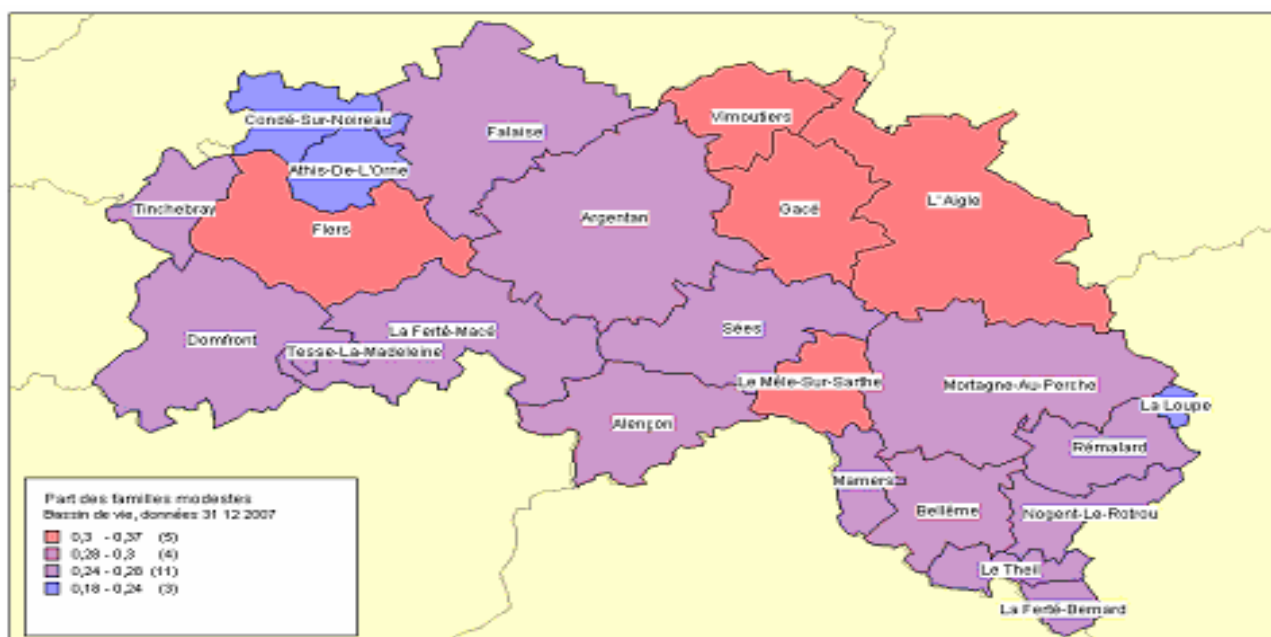 Condé-Sur-Noireau
Falaise
Vimoutiers
Athis-De-L'Orne
Tinchebray
Flers
Argentan
Gacé
L'Aigle
Domfront
La Ferté-Macé
Sées
Tesse-La-Madeleine
Le Mêle-Sur-Sarthe
Mortagne-Au-Perche
La Loupe
Alençon
Rémalard
Mamers
Bellême
Nogent-Le-Rotrou
Le Theil
La Ferté-Bernard
Part des familles modestes
Bassin de vie, données 31 12 2007
0,3 - 0,37 (5)
0,28 - 0,3 (4)
0,24 - 0,28 (11)
0,18 - 0,24 (3)